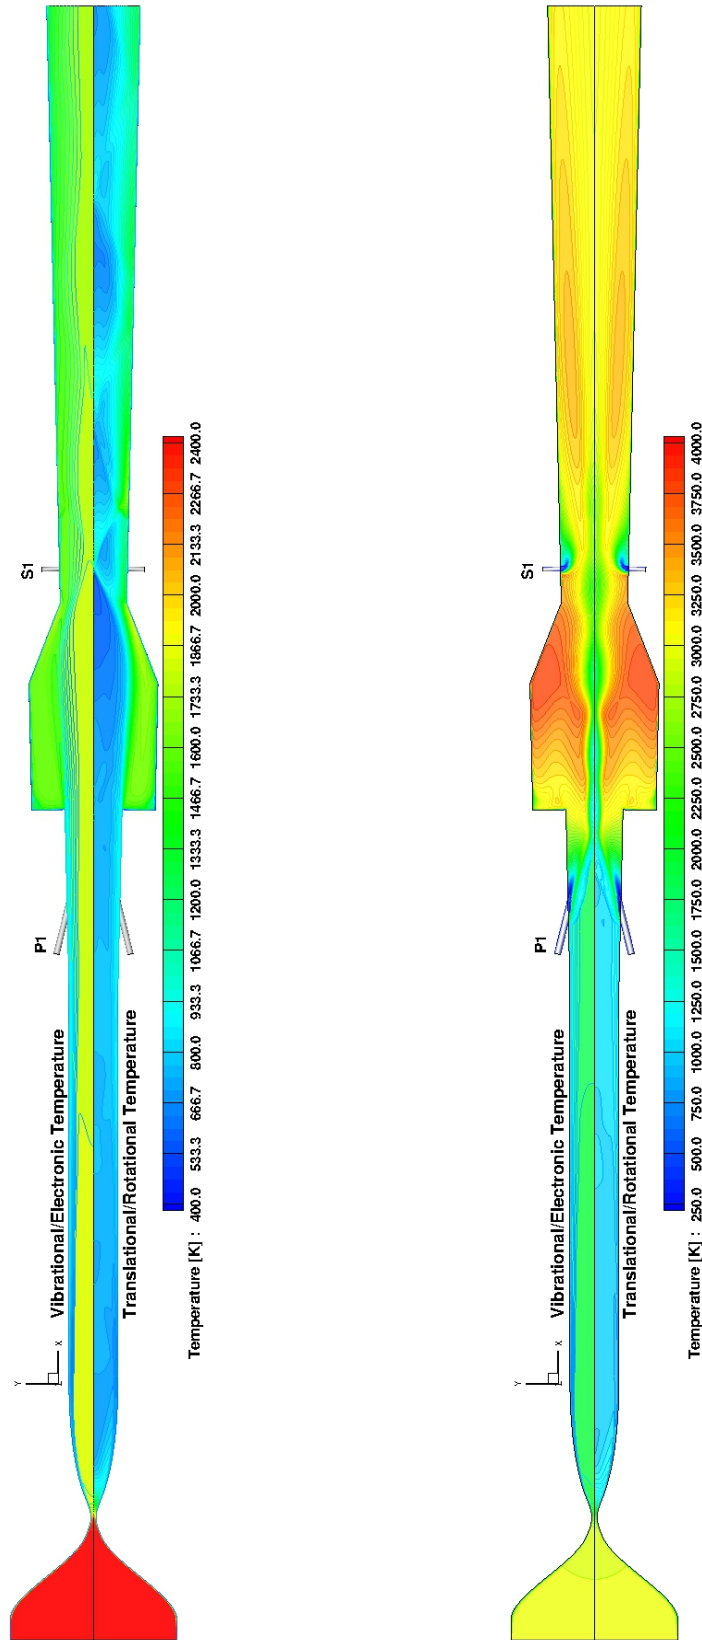 S1
P1
Vibrational/Electronic Temperature
Translational/Rotational Temperature
Y
X
Temperature [K] : 400.0 533.3 666.7 800.0 933.3 1066.7 1200.0 1333.3 1466.7 1600.0 1733.3 1866.7 2000.0 2133.3 2266.7 2400.0
S1
P1
Vibrational/Electronic Temperature
Translational/Rotational Temperature
Y
X
Temperature [K] : 250.0 500.0 750.0 1000.0 1250.0 1500.0 1750.0 2000.0 2250.0 2500.0 2750.0 3000.0 3250.0 3500.0 3750.0 4000.0